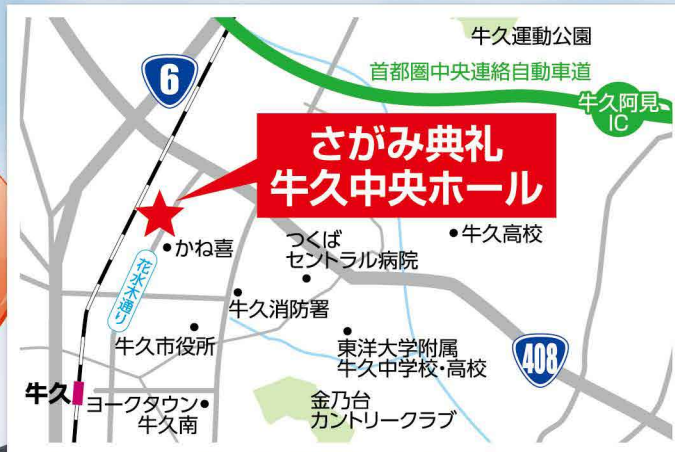 牛久運動公園
6
首都圏中央連絡自動車道
牛久阿見
IC
さがみ典礼
牛久中央ホール
かね喜
つくば
セントラル病院
牛久高校
花水木通り
牛久消防署
牛久市役所
東洋大学附属
牛久中学校・高校
408
牛久
ヨークタウン
牛久南
金乃台
カントリークラブ